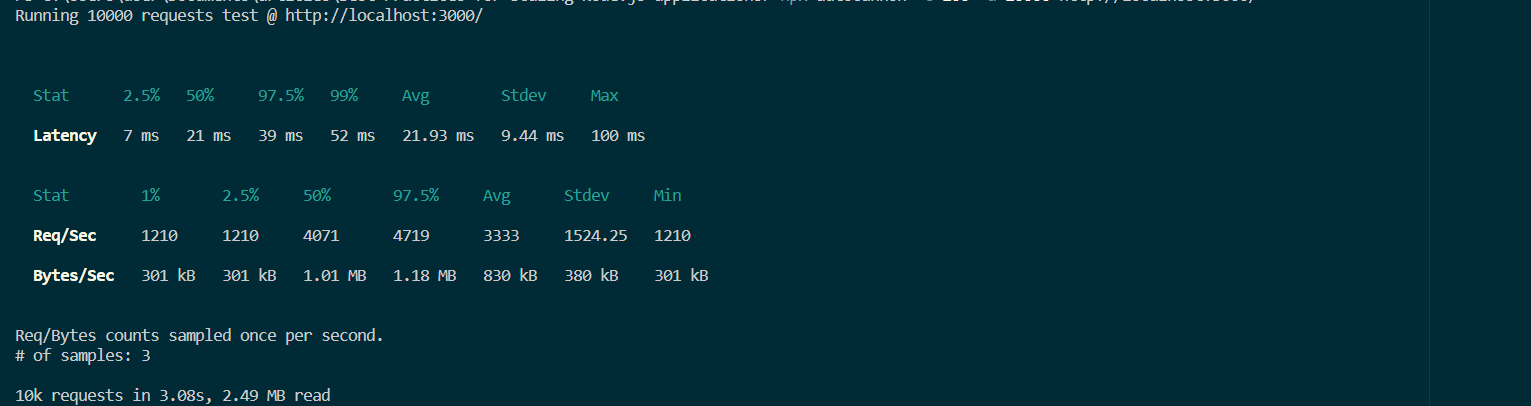 Running 10000 requests test @ http://localhost:3000/
Stat 2.5% 50% 97.5% 99% Avg Stdev Max
Latency 7 ms 21 ms 39 ms 52 ms 21.93 ms 9.44 ms 100 ms
Stat 1% 2.5% 50% 97.5% Avg Stdev Min
Req/Sec 1210 1210 4071 4719 3333 1524.25 1210
Bytes/Sec 301 kB 301 kB 1.01 MB 1.18 MB 830 kB 380 kB 301 kB
Req/Bytes counts sampled once per second.
# of samples: 3
10k requests in 3.08s, 2.49 MB read